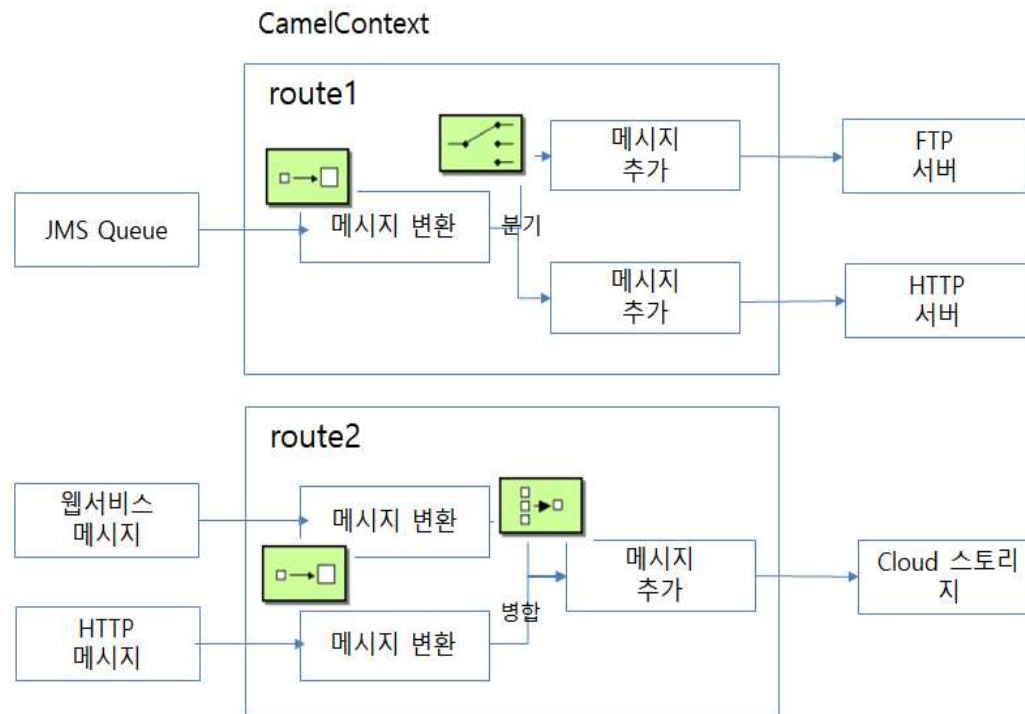 CamelContext
route1
메시지
추가
FTP
서버
JMS Queue
메시지 변환
분기
메시지
추가
HTTP
서버
route2
웹서비스
메시지
메시지 변환
메시지
추가
Cloud 스토리
지
병합
HTTP
메시지
메시지 변환